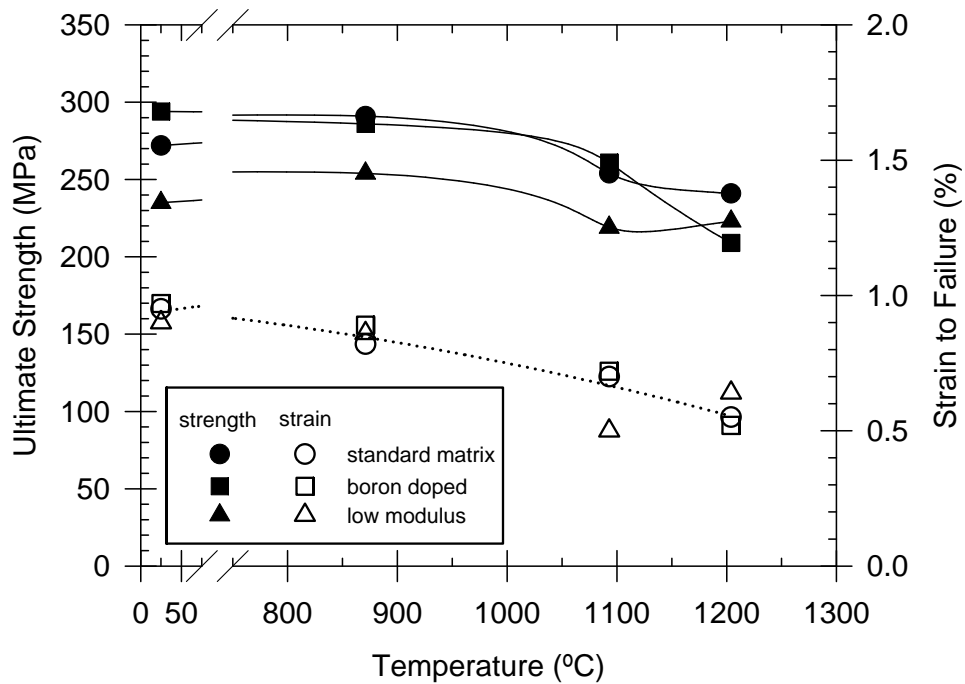 350
300
250
200
150
100
50
0
Ultimate Strength (MPa)
2.0
1.5
1.0
0.5
0.0
Strain to Failure (%)
strength strain
standard matrix
boron doped
low modulus
0 50 800 900 1000 1100 1200 1300
Temperature (ºC)